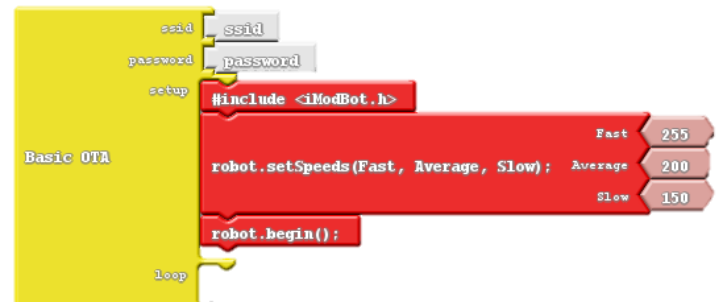 ssid ssid
password password
setup
#include <iModBot.h>
Fast 255
Basic OTA
robot.setSpeeds(Fast, Average, Slow); Average 200
Slow 150
robot.begin();
loop